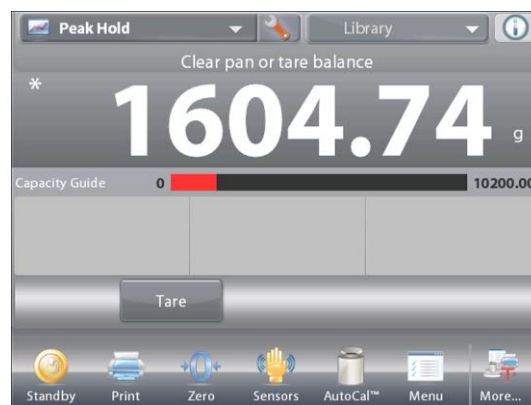 Peak Hold Library
Clear pan or tare balance
* 1604.74 g
Capacity Guide 0 10200.00
Tare
Standby Print Zero Sensors AutoCal™ Menu More...